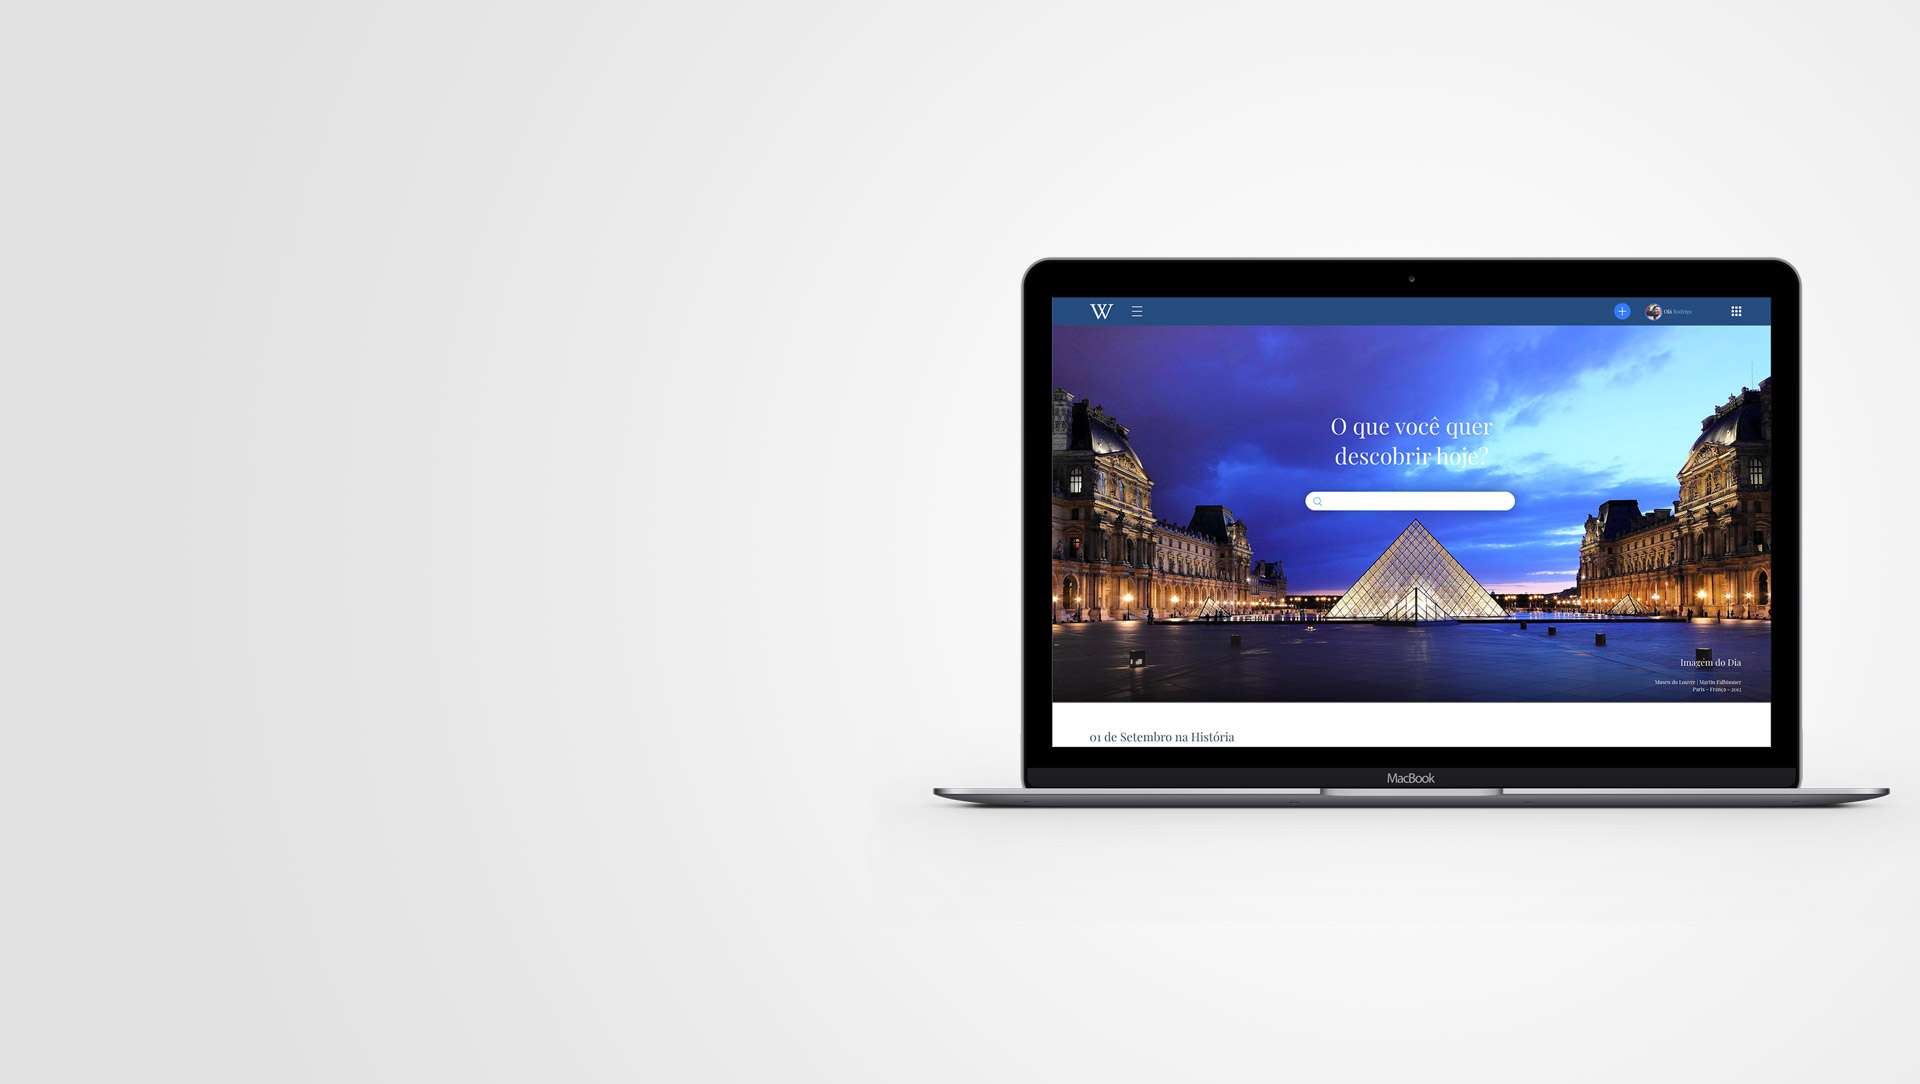 W
Olá Rodrigo
O que você quer
descobrir hoje?
Imagem do Dia
Museu do Louvre | Martin Falbisoner
Paris - França - 2012
01 de Setembro na História
MacBook